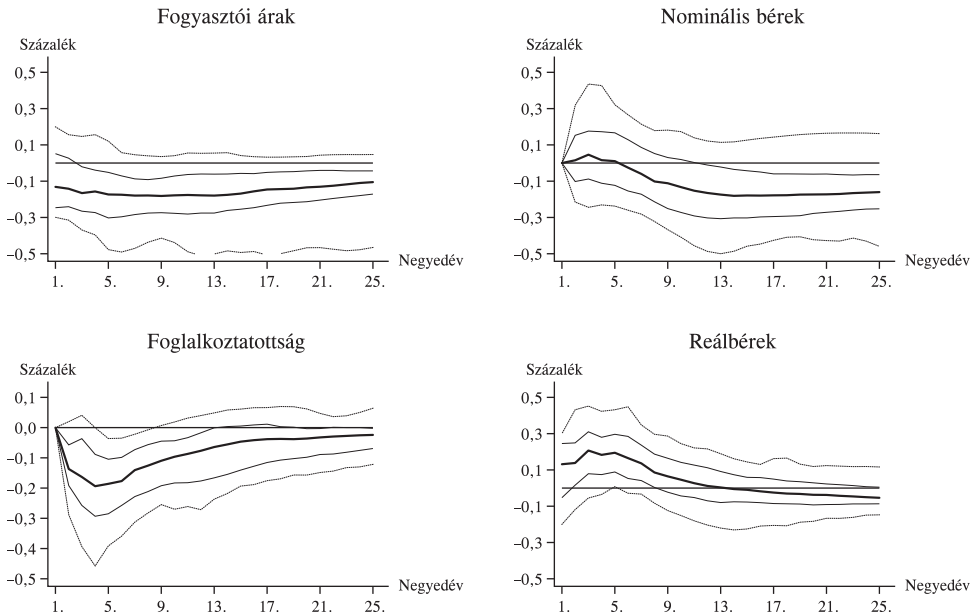 Fogyasztói árak
Százalék
0,5
0,3
0,1
–0,1
–0,3
–0,5
Negyedév
1. 5. 9. 13. 17. 21. 25.
Nominális bérek
Százalék
0,5
0,3
0,1
–0,1
–0,3
–0,5
Negyedév
1. 5. 9. 13. 17. 21. 25.
Foglalkoztatottság
Százalék
0,1
0,0
–0,1
–0,2
–0,3
–0,4
–0,5
Negyedév
1. 5. 9. 13. 17. 21. 25.
Reálbérek
Százalék
0,5
0,3
0,1
–0,1
–0,3
–0,5
Negyedév
1. 5. 9. 13. 17. 21. 25.